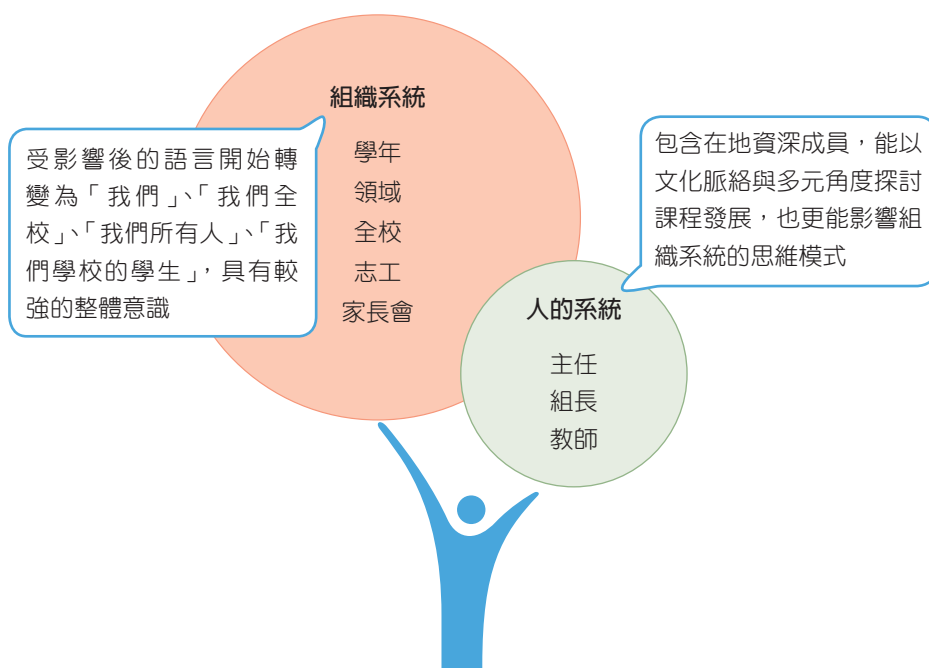 組織系統
學年
領域
全校
志工
家長會
受影響後的語言開始轉
變為「我們」、「我們全
校」、「我們所有人」、「我
們學校的學生」，具有較
強的整體意識
包含在地資深成員，能以
文化脈絡與多元角度探討
課程發展，也更能影響組
織系統的思維模式
人的系統
主任
組長
教師